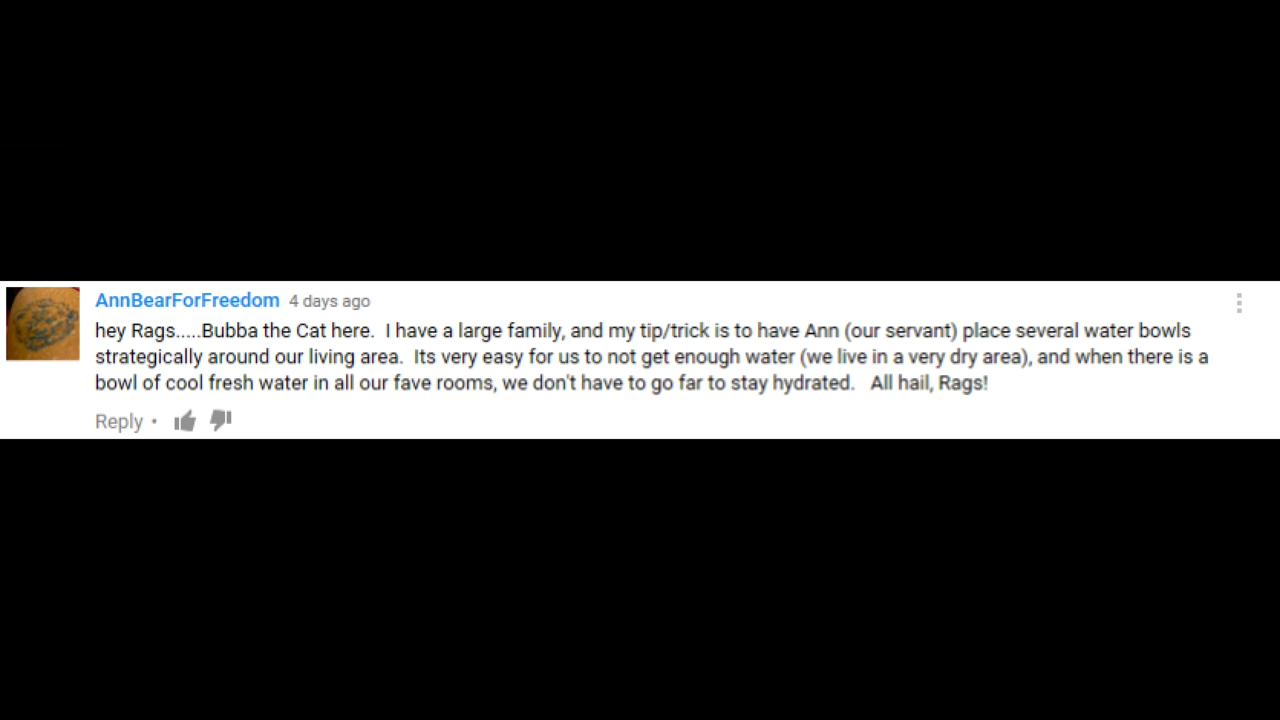 AnnBearForFreedom 4 days ago
hey Rags.....Bubba the Cat here.  I have a large family, and my tip/trick is to have Ann (our servant) place several water bowls
strategically around our living area.  Its very easy for us to not get enough water (we live in a very dry area), and when there is a
bowl of cool fresh water in all our fave rooms, we don't have to go far to stay hydrated.   All hail, Rags!
Reply •